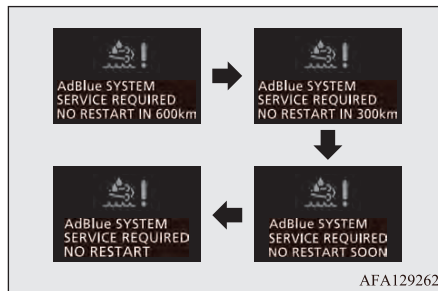 AdBlue SYSTEM
SERVICE REQUIRED
NO RESTART IN 600km
AdBlue SYSTEM
SERVICE REQUIRED
NO RESTART IN 300km
AdBlue SYSTEM
SERVICE REQUIRED
NO RESTART SOON
AdBlue SYSTEM
SERVICE REQUIRED
NO RESTART
AFA129262